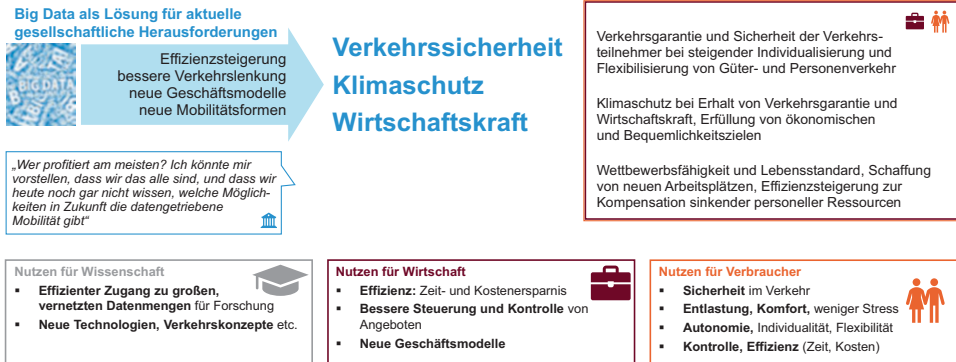 Big Data als Lösung für aktuelle
gesellschaftliche Herausforderungen
BIG DATA
Effizienzsteigerung
bessere Verkehrslenkung
neue Geschäftsmodelle
neue Mobilitätsformen
Verkehrssicherheit
Klimaschutz
Wirtschaftskraft
Verkehrsgarantie und Sicherheit der Verkehrs-
teilnehmer bei steigender Individualisierung und
Flexibilisierung von Güter- und Personenverkehr
Klimaschutz bei Erhalt von Verkehrsgarantie und
Wirtschaftskraft, Erfüllung von ökonomischen
und Bequemlichkeitszielen
Wettbewerbsfähigkeit und Lebensstandard, Schaffung
von neuen Arbeitsplätzen, Effizienzsteigerung zur
Kompensation sinkender personeller Ressourcen
„Wer profitiert am meisten? Ich könnte mir
vorstellen, dass wir das alle sind, und dass wir
heute noch gar nicht wissen, welche Möglich-
keiten in Zukunft die datengetriebene
Mobilität gibt“
Nutzen für Wissenschaft
▪ Effizienter Zugang zu großen,
vernetzten Datenmengen für Forschung
▪ Neue Technologien, Verkehrskonzepte etc.
Nutzen für Wirtschaft
▪ Effizienz: Zeit- und Kostenersparnis
▪ Bessere Steuerung und Kontrolle von
Angeboten
▪ Neue Geschäftsmodelle
Nutzen für Verbraucher
▪ Sicherheit im Verkehr
▪ Entlastung, Komfort, weniger Stress
▪ Autonomie, Individualität, Flexibilität
▪ Kontrolle, Effizienz (Zeit, Kosten)